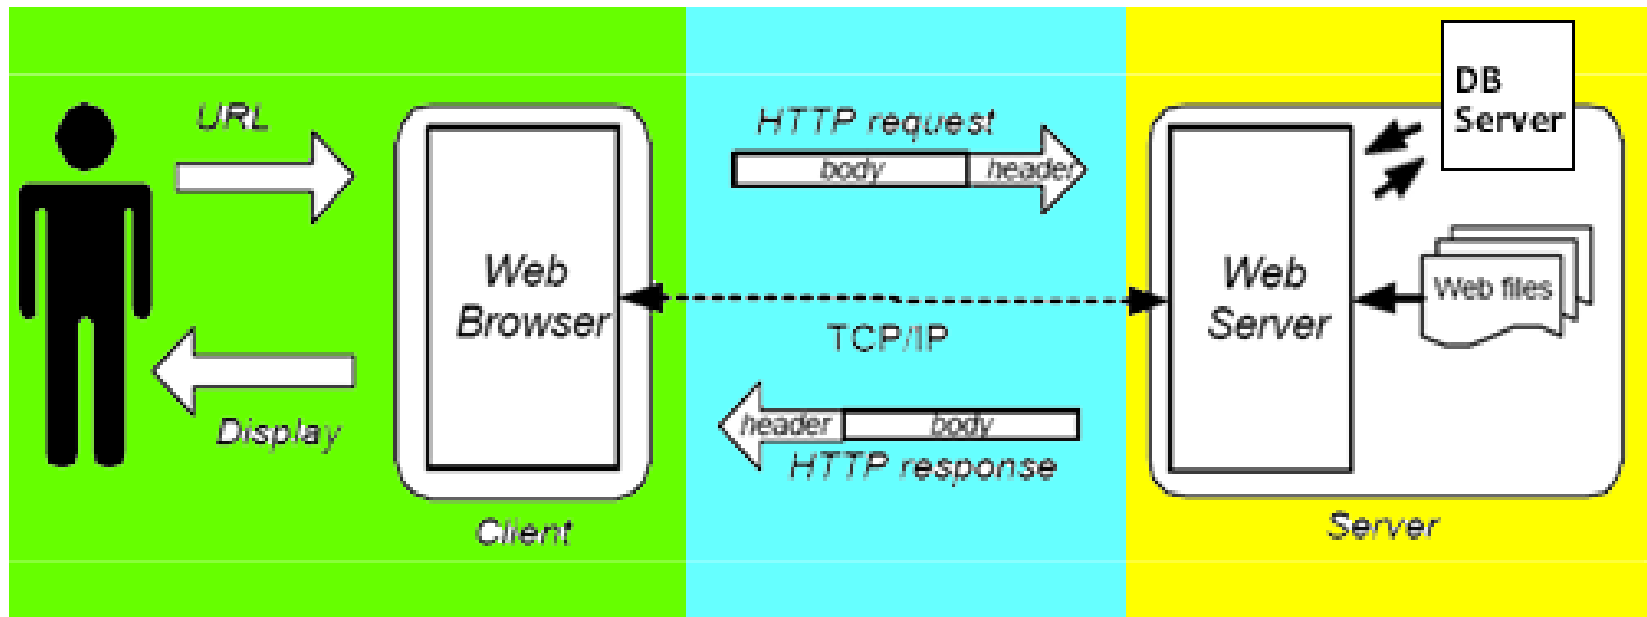 URL
Display
Web
Browser
Client
HTTP request
body
header
TCP/IP
header
body
HTTP response
DB
Server
Web
Server
Web files
Server